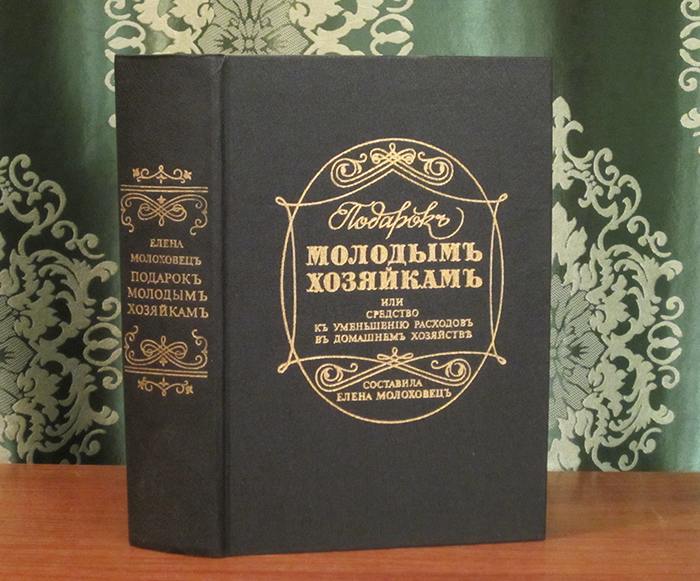 ЕЛЕНА
МОЛОХОВЕЦЪ
ПОДАРОКЪ
МОЛОДЫМЪ
ХОЗЯЙКАМЪ
Подарокъ
МОЛОДЫМЪ
ХОЗЯЙКАМЪ
ИЛИ
СРЕДСТВО
КЪ УМЕНЬШЕНІЮ РАСХОДОВЪ
ВЪ ДОМАШНЕМЪ ХОЗЯЙСТВѢ
СОСТАВИЛА
ЕЛЕНА МОЛОХОВЕЦЪ